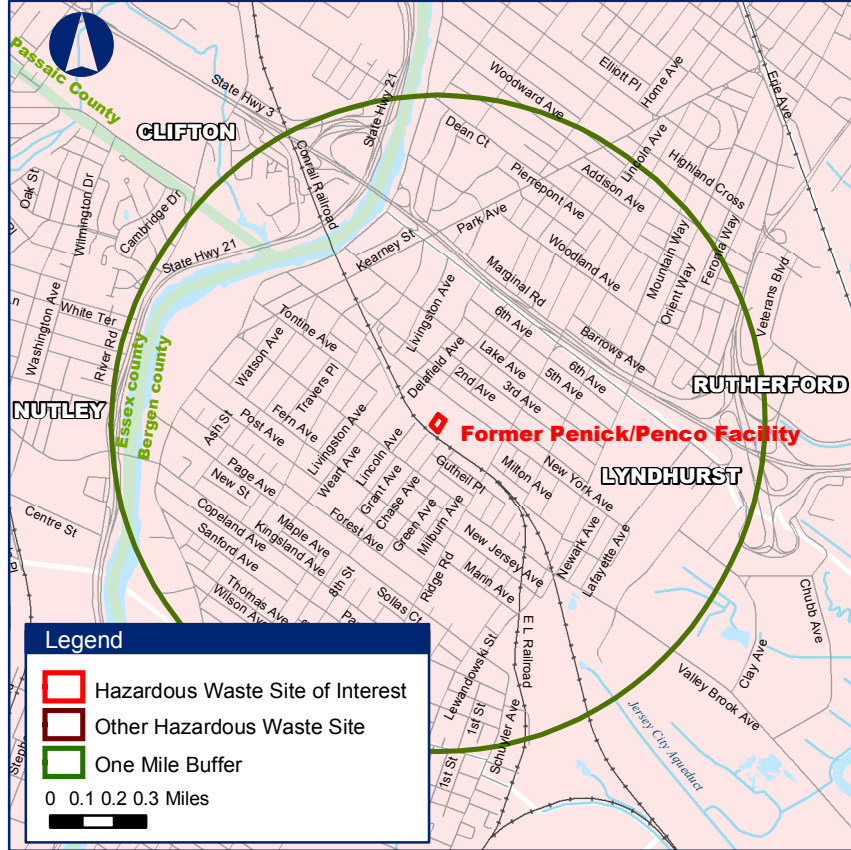 Passaic County
CLIFTON
State Hwy 3
State Hwy 21
Conrail Railroad
Woodward Ave
Elliott Pl
Home Ave
Erie Ave
Dean Ct
Lincoln Ave
Highland Cross
Addison Ave
Pierrepont Ave
Oak St
Wilmington Dr
Cambridge Dr
Park Ave
Woodland Ave
Mountain Way
Orient Way
Feronia Way
Veterans Blvd
State Hwy 21
Kearney St
Marginal Rd
Washington Ave
White Ter
River Rd
Tontine Ave
Livingston Ave
6th Ave
Barrows Ave
Watson Ave
Travers Pl
Delafield Ave
Lake Ave
6th Ave
5th Ave
3rd Ave
2nd Ave
NUTLEY
Essex county
Bergen county
RUTHERFORD
Ash St
Post Ave
Fern Ave
Livingston Ave
Weart Ave
Lincoln Ave
Former Penick/Penco Facility
LYNDHURST
Page Ave
New St
Grant Ave
Chase Ave
Green Ave
Milburn Ave
Gutheil Pl
Milton Ave
New York Ave
Centre St
Copeland Ave
Kingsland Ave
Maple Ave
Forest Ave
Sanford Ave
Ridge Rd
New Jersey Ave
Marin Ave
Newark Ave
Lafayette Ave
Thomas Ave
Wilson Ave
8th St
Sollas Ct
Chubb Ave
Clay Ave
Valley Brook Ave
E L Railroad
Lewandowski St
1st St
1st St
Schuyler Ave
Jersey City Aqueduct
Legend
Hazardous Waste Site of Interest
Other Hazardous Waste Site
One Mile Buffer
0 0.1 0.2 0.3 Miles